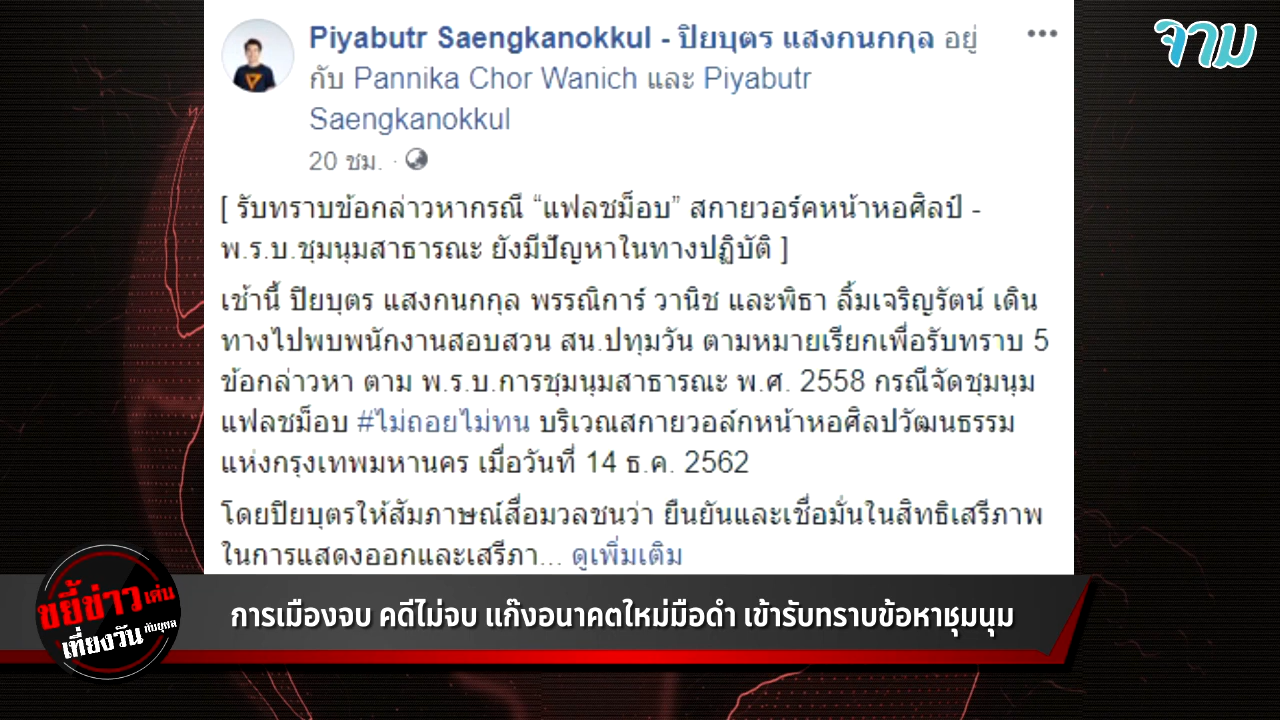 Piyabutr Saengkanokkul - ปิยบุตร แสงกนกกุล อยู่
กับ Pannika Chor Wanich และ Piyabutr
Saengkanokkul
20 ชม. ·
จาม
[ รับทราบข้อกล่าวหากรณี “แฟลชม็อบ” สกายวอร์คหน้าหอศิลป์ -
พ.ร.บ.ชุมนุมสาธารณะ ยังมีปัญหาในทางปฏิบัติ ]
เช้านี้ ปิยบุตร แสงกนกกุล พรรณิการ์ วานิช และพิธา ลิ้มเจริญรัตน์ เดิน
ทางไปพบพนักงานสอบสวน สน.ปทุมวัน ตามหมายเรียกเพื่อรับทราบ 5
ข้อกล่าวหา ตาม พ.ร.บ.การชุมนุมสาธารณะ พ.ศ. 2558 กรณีจัดชุมนุม
แฟลชม็อบ #ไม่ถอยไม่ทน บริเวณสกายวอล์กหน้าหอศิลปวัฒนธรรม
แห่งกรุงเทพมหานคร เมื่อวันที่ 14 ธ.ค. 2562
โดยปิยบุตรให้สัมภาษณ์สื่อมวลชนว่า ยืนยันและเชื่อมั่นในสิทธิเสรีภาพ
ในการแสดงออกและเสรีภา... ดูเพิ่มเติม
ขยี้ข่าวเด่น
เที่ยงวัน กับยุคล
การเมืองจบ คดีไม่จบ แก๊งอนาคตใหม่มือดำ เข้ารับทราบข้อหาชุมนุม